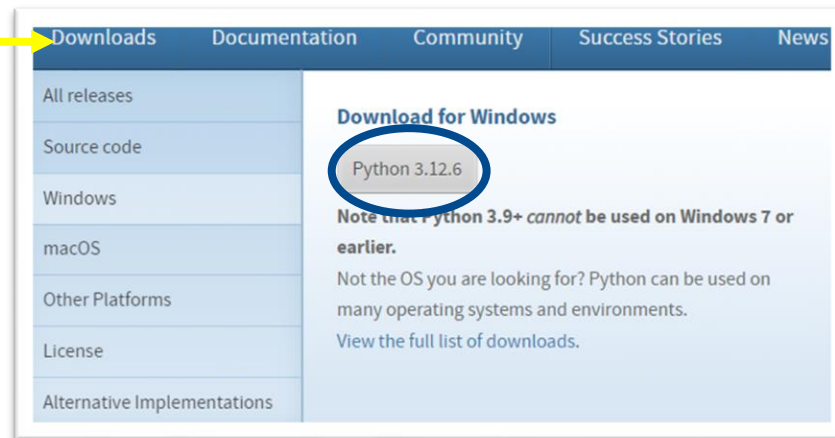 Downloads Documentation Community Success Stories News
All releases
Source code
Windows
macOS
Other Platforms
License
Alternative Implementations
Download for Windows
Python 3.12.6
Note that Python 3.9+ cannot be used on Windows 7 or
earlier.
Not the OS you are looking for? Python can be used on
many operating systems and environments.
View the full list of downloads.